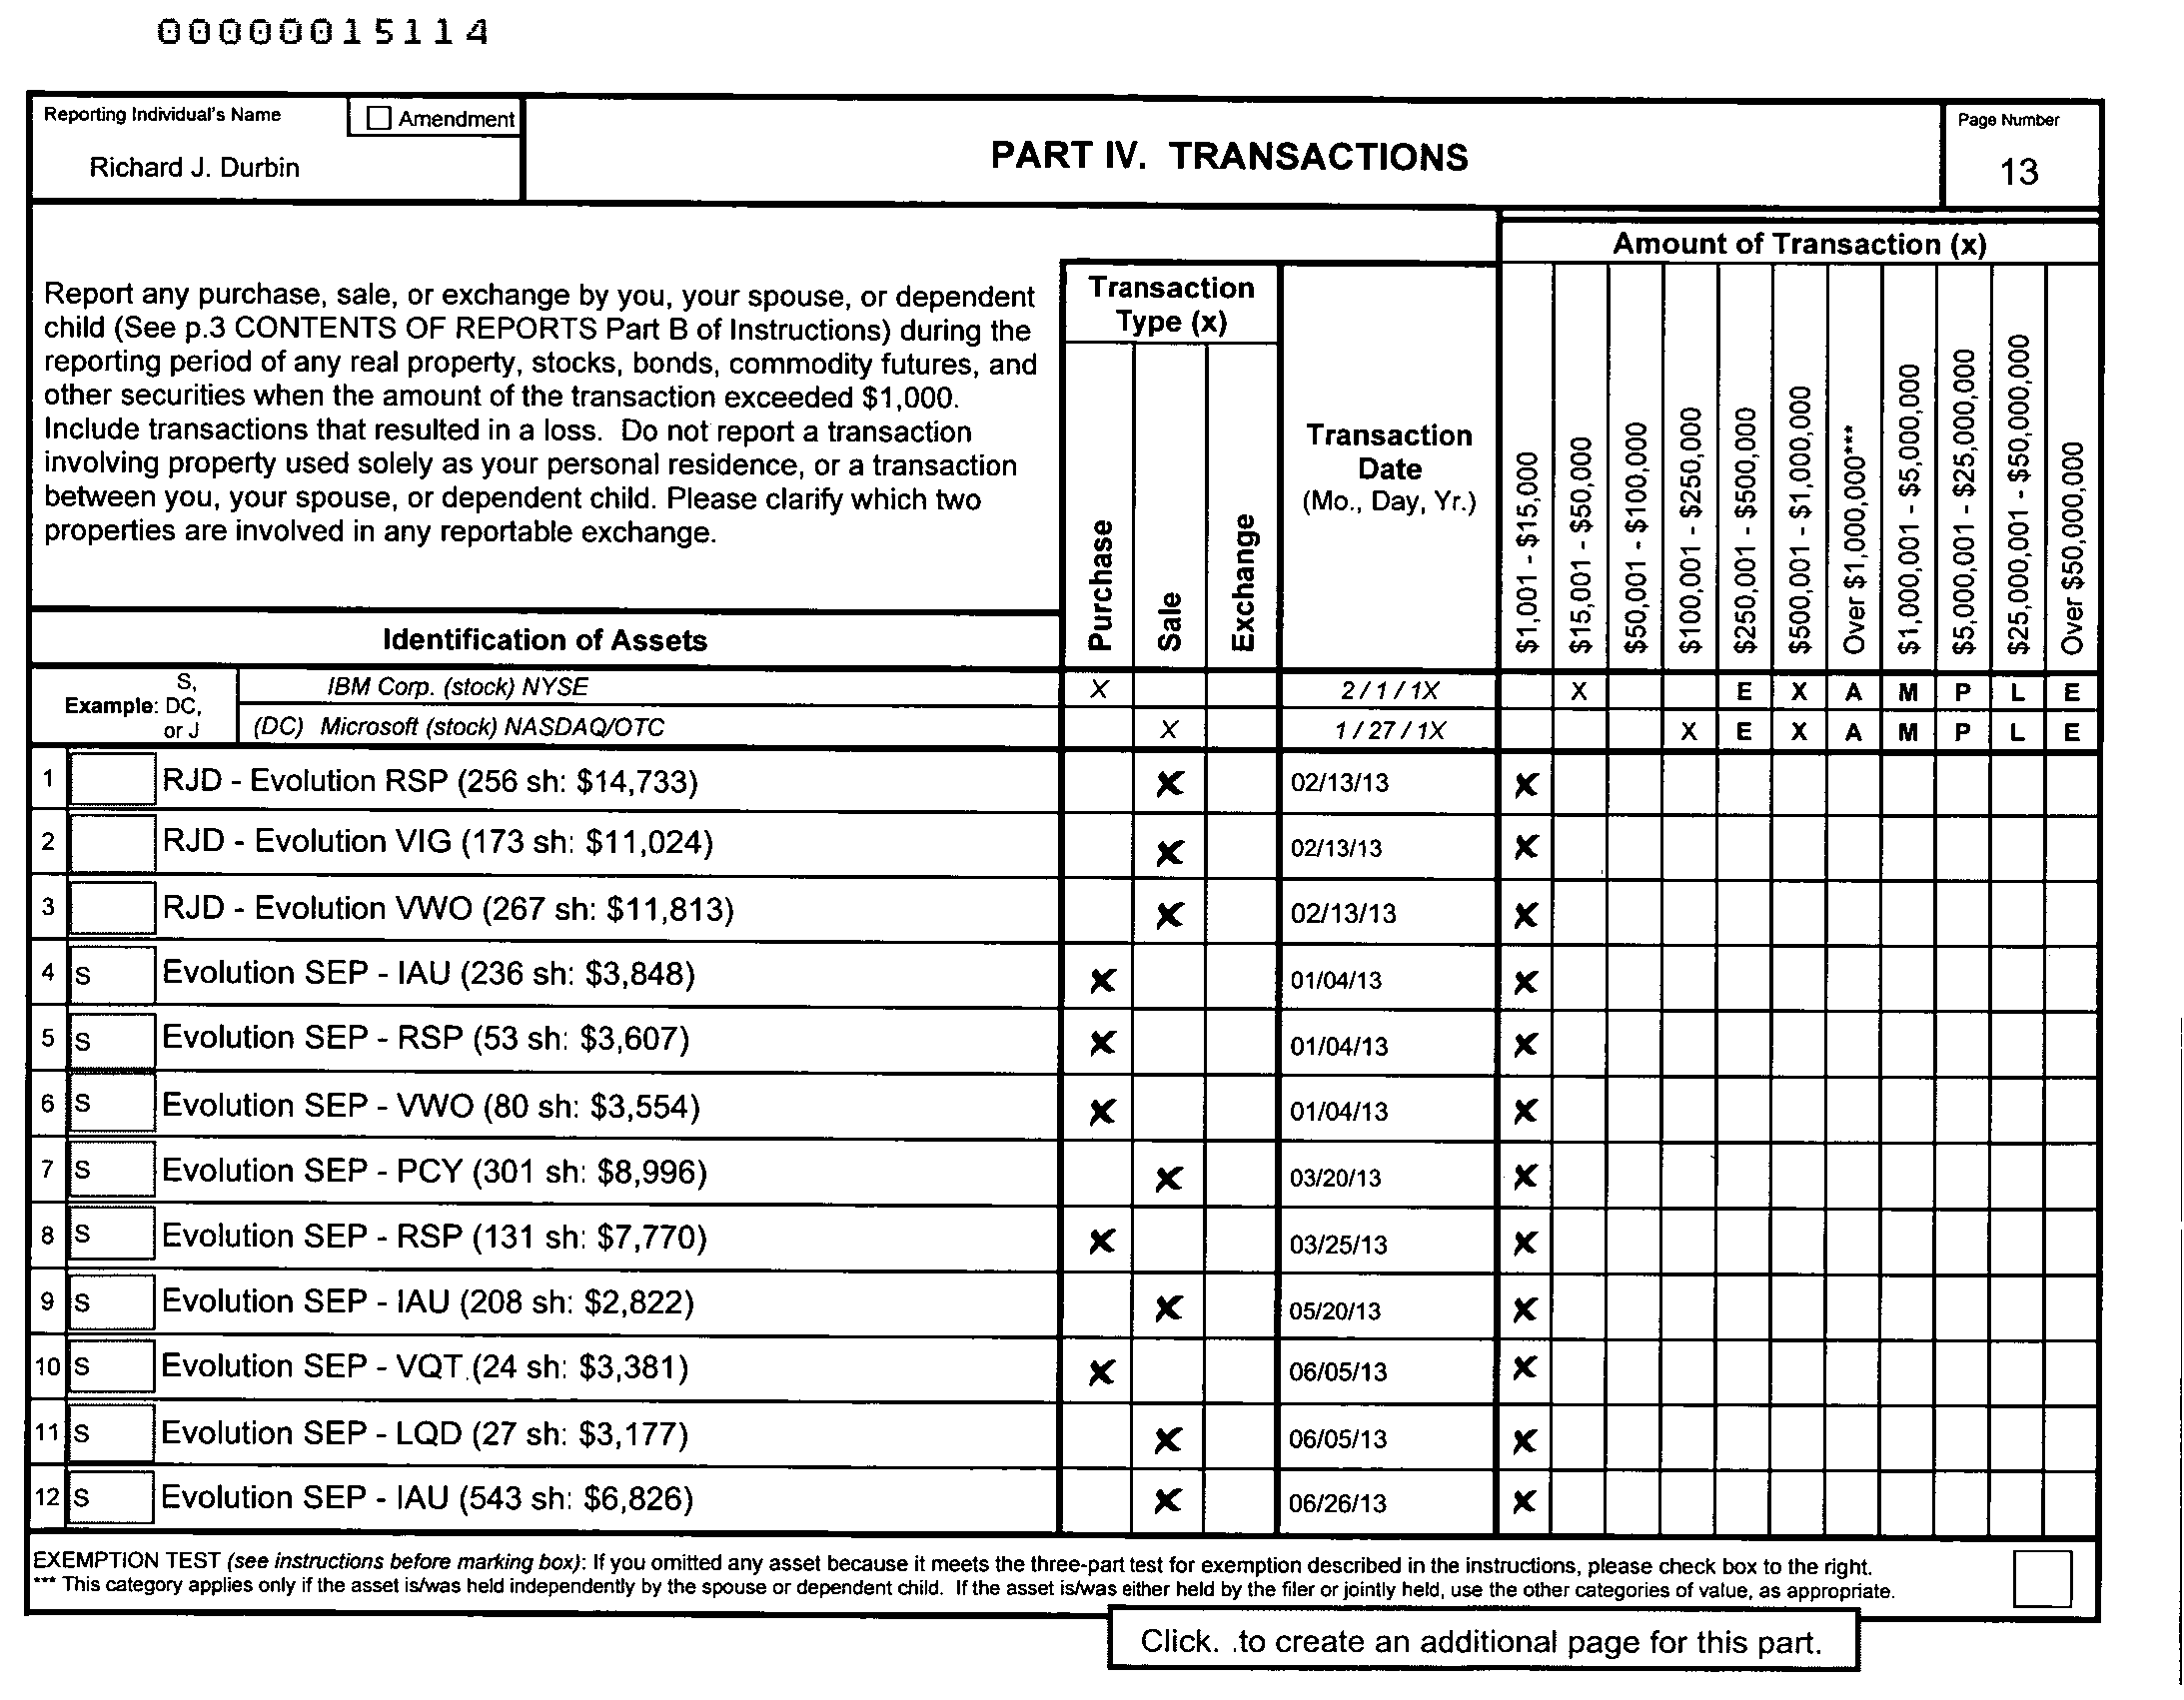 00000015114
Reporting Individual's Name
Amendment
Richard J. Durbin
PART IV. TRANSACTIONS
Page Number
13
Report any purchase, sale, or exchange by you, your spouse, or dependent
child (See p.3 CONTENTS OF REPORTS Part B of Instructions) during the
reporting period of any real property, stocks, bonds, commodity futures, and
other securities when the amount of the transaction exceeded $1,000.
Include transactions that resulted in a loss. Do not report a transaction
involving property used solely as your personal residence, or a transaction
between you, your spouse, or dependent child. Please clarify which two
properties are involved in any reportable exchange.
Identification of Assets
Transaction
Type (x)
Purchase
Sale
Exchange
Transaction
Date
(Mo., Day, Yr.)
Amount of Transaction (x)
$1,001 - $15,000
$15,001 - $50,000
$50,001 - $100,000
$100,001 - $250,000
$250,001 - $500,000
$500,001 - $1,000,000
Over $1,000,000***
$1,000,001 - $5,000,000
$5,000,001 - $25,000,000
$25,000,001 - $50,000,000
Over $50,000,000
Example: S, DC, or J
IBM Corp. (stock) NYSE X 2 / 1 / 1X X E X A M P L E
(DC) Microsoft (stock) NASDAQ/OTC X 1 / 27 / 1X X E X A M P L E
1 RJD - Evolution RSP (256 sh: $14,733) X 02/13/13 X
2 RJD - Evolution VIG (173 sh: $11,024) X 02/13/13 X
3 RJD - Evolution VWO (267 sh: $11,813) X 02/13/13 X
4 S Evolution SEP - IAU (236 sh: $3,848) X 01/04/13 X
5 S Evolution SEP - RSP (53 sh: $3,607) X 01/04/13 X
6 S Evolution SEP - VWO (80 sh: $3,554) X 01/04/13 X
7 S Evolution SEP - PCY (301 sh: $8,996) X 03/20/13 X
8 S Evolution SEP - RSP (131 sh: $7,770) X 03/25/13 X
9 S Evolution SEP - IAU (208 sh: $2,822) X 05/20/13 X
10 S Evolution SEP - VQT (24 sh: $3,381) X 06/05/13 X
11 S Evolution SEP - LQD (27 sh: $3,177) X 06/05/13 X
12 S Evolution SEP - IAU (543 sh: $6,826) X 06/26/13 X
EXEMPTION TEST (see instructions before marking box): If you omitted any asset because it meets the three-part test for exemption described in the instructions, please check box to the right.
*** This category applies only if the asset is/was held independently by the spouse or dependent child. If the asset is/was either held by the filer or jointly held, use the other categories of value, as appropriate.
Click. .to create an additional page for this part.